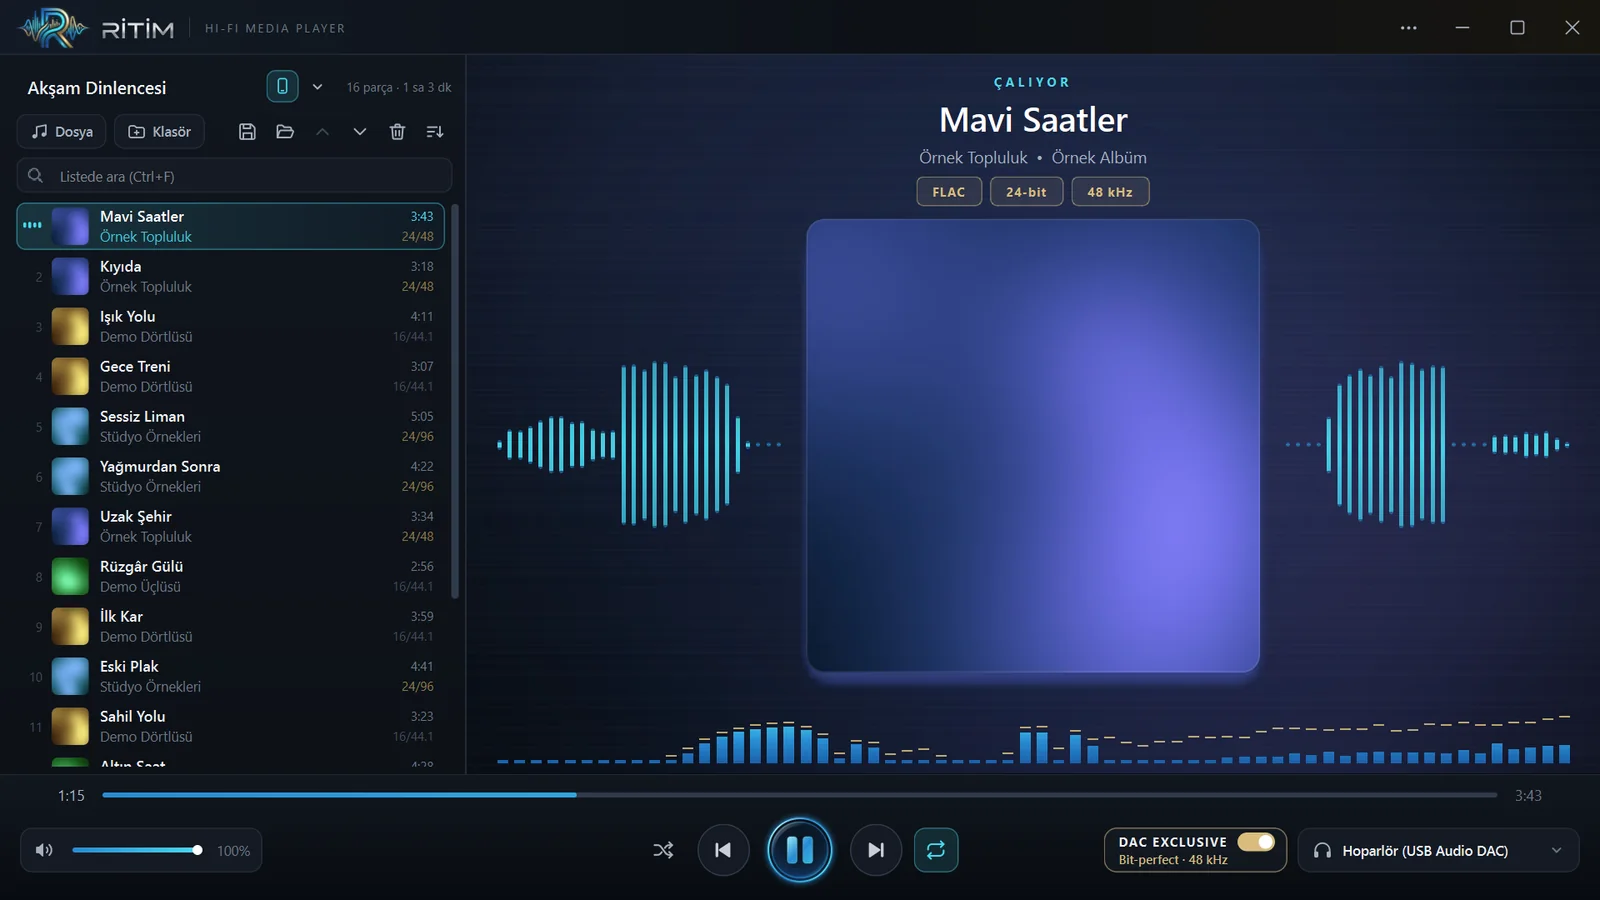 RİTİM
HI-FI MEDIA PLAYER
Akşam Dinlencesi
16 parça · 1 sa 3 dk
Dosya
Klasör
Listede ara (Ctrl+F)
Mavi Saatler 3:43
Örnek Topluluk 24/48
2 Kıyıda 3:18
Örnek Topluluk 24/48
3 Işık Yolu 4:11
Demo Dörtlüsü 16/44.1
4 Gece Treni 3:07
Demo Dörtlüsü 16/44.1
5 Sessiz Liman 5:05
Stüdyo Örnekleri 24/96
6 Yağmurdan Sonra 4:22
Stüdyo Örnekleri 24/96
7 Uzak Şehir 3:34
Örnek Topluluk 24/48
8 Rüzgâr Gülü 2:56
Demo Üçlüsü 16/44.1
9 İlk Kar 3:59
Demo Dörtlüsü 16/44.1
10 Eski Plak 4:41
Stüdyo Örnekleri 24/96
11 Sahil Yolu 3:23
Demo Dörtlüsü 16/44.1
Altın Saat 4:28
ÇALIYOR
Mavi Saatler
Örnek Topluluk • Örnek Albüm
FLAC 24-bit 48 kHz
1:15 3:43
100%
DAC EXCLUSIVE
Bit-perfect · 48 kHz
Hoparlör (USB Audio DAC)